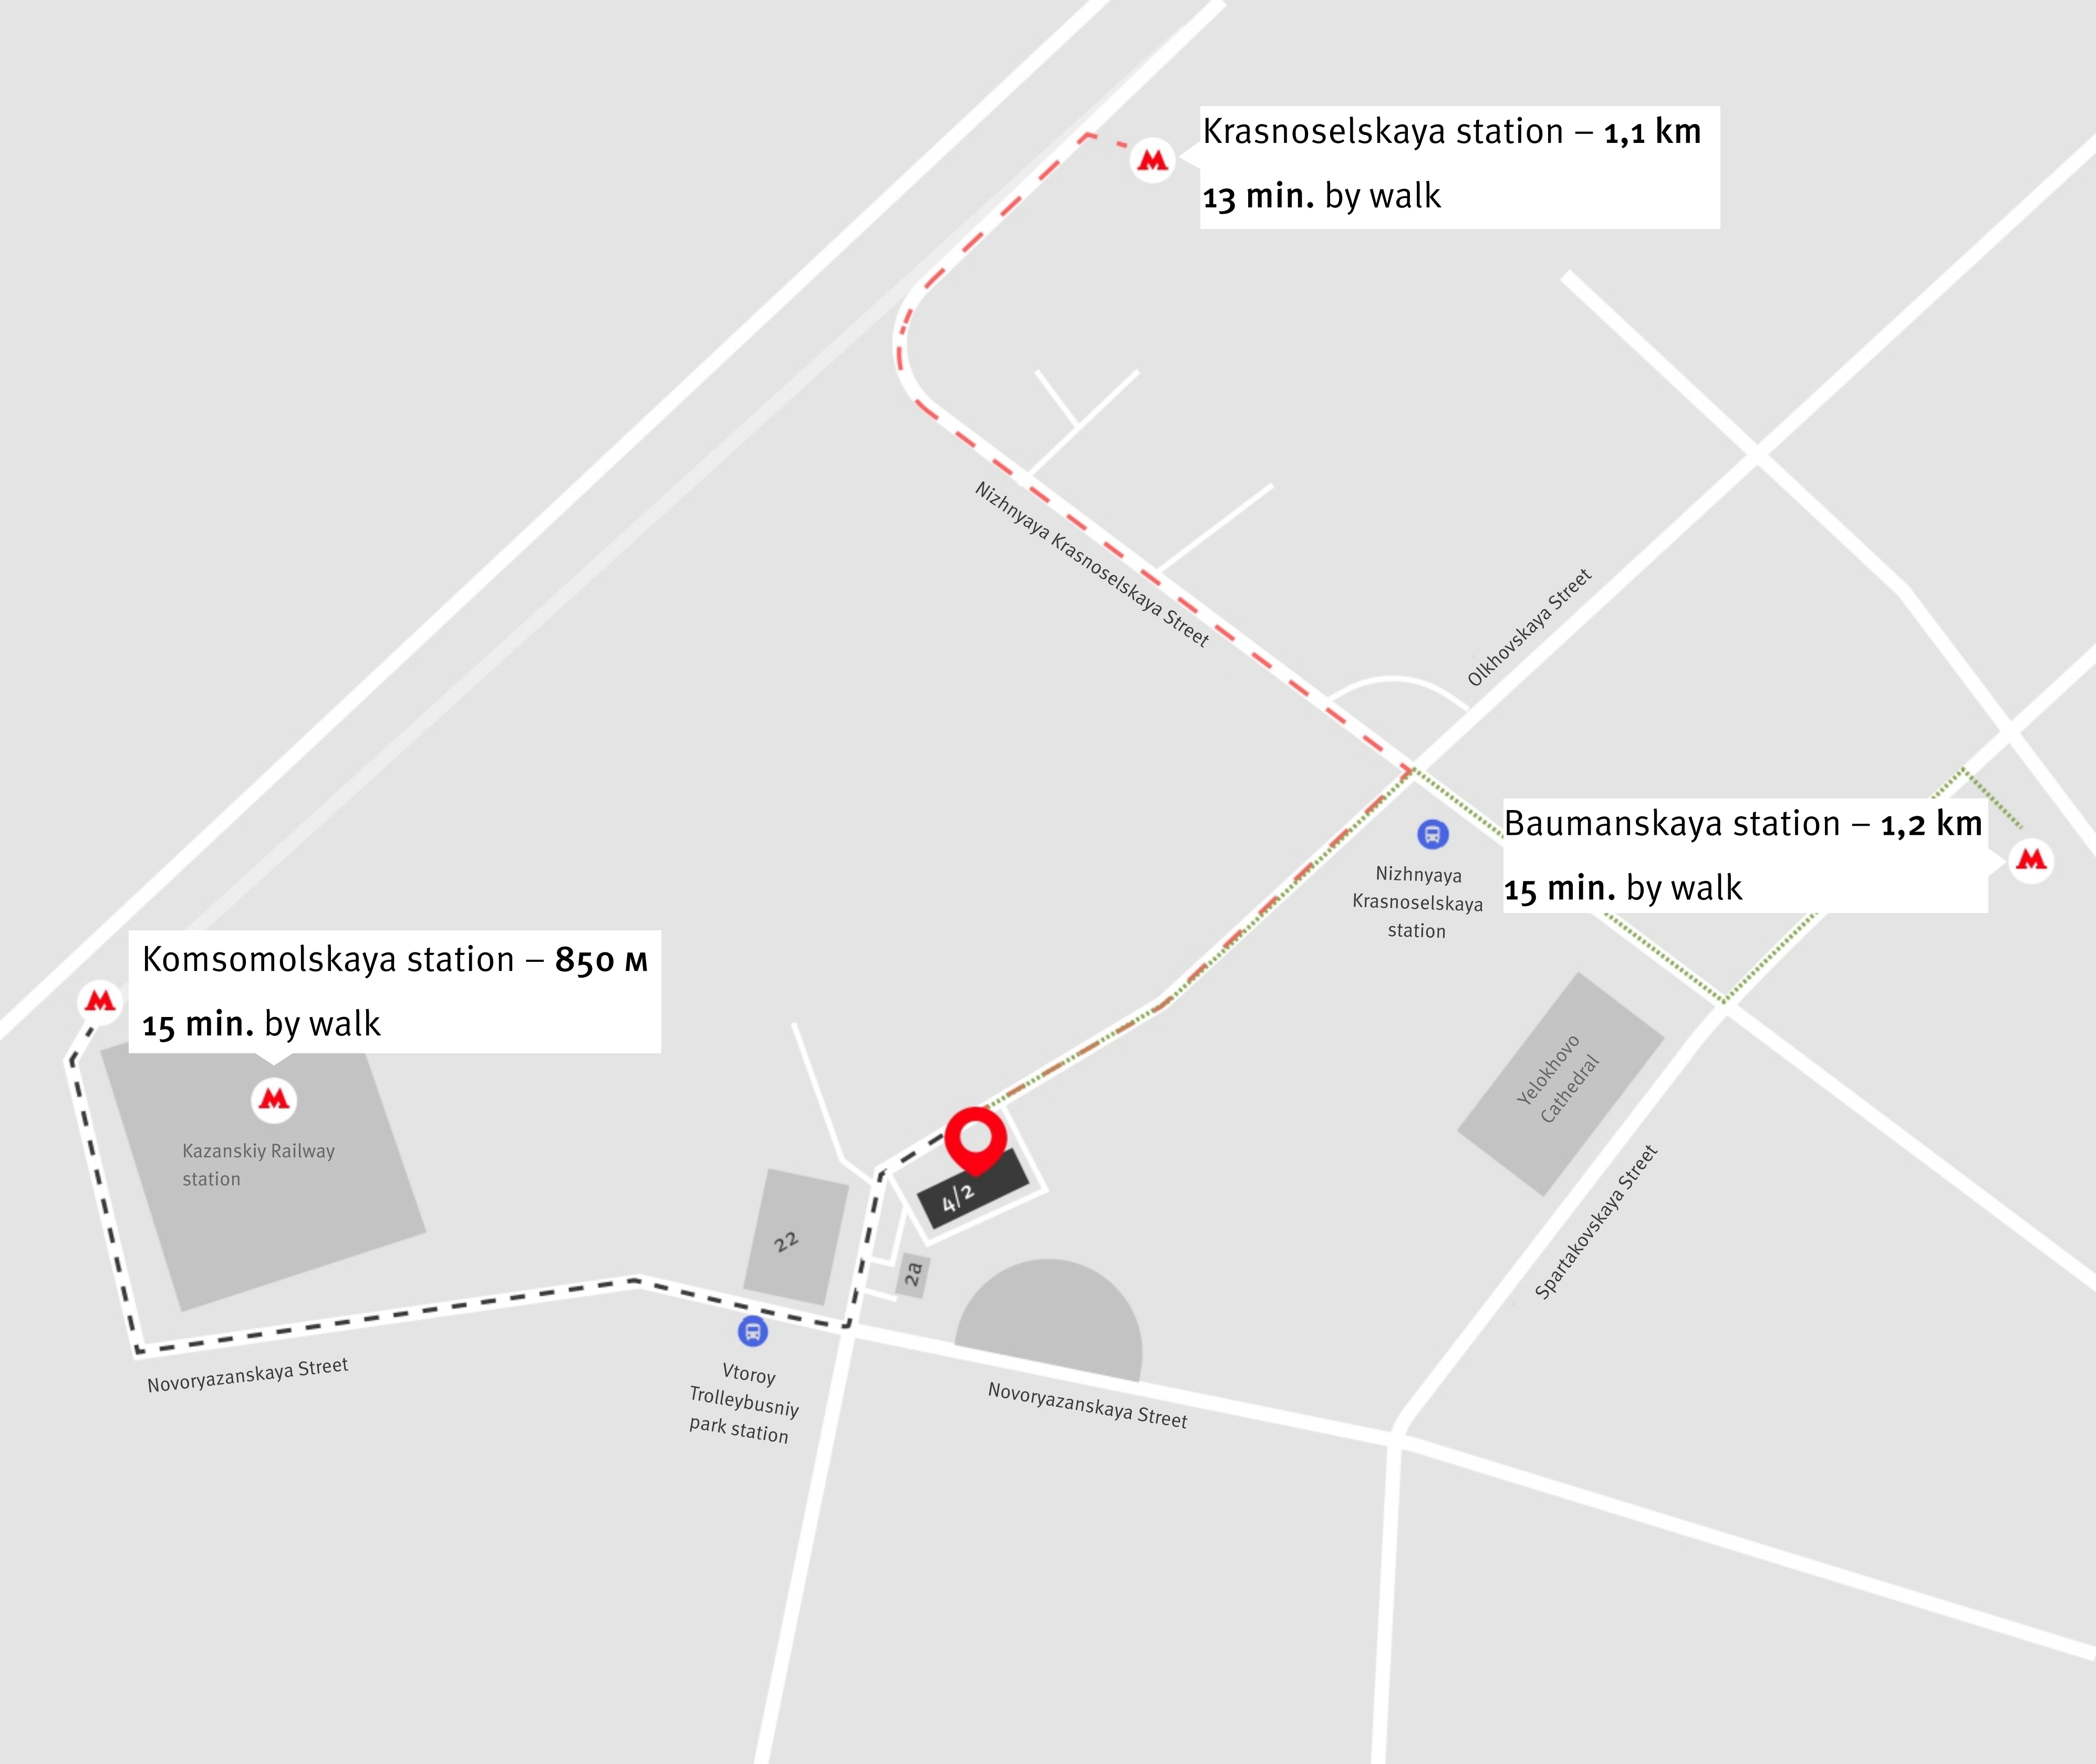 Krasnoselskaya station – 1,1 km
13 min. by walk
Nizhnyaya Krasnoselskaya Street
Olkhovskaya Street
Baumanskaya station – 1,2 km
15 min. by walk
Nizhnyaya
Krasnoselskaya
station
Komsomolskaya station – 850 м
15 min. by walk
Kazanskiy Railway
station
Yelokhovo
Cathedral
4/2
22
2a
Spartakovskaya Street
Novoryazanskaya Street
Vtoroy
Trolleybusniy
park station
Novoryazanskaya Street